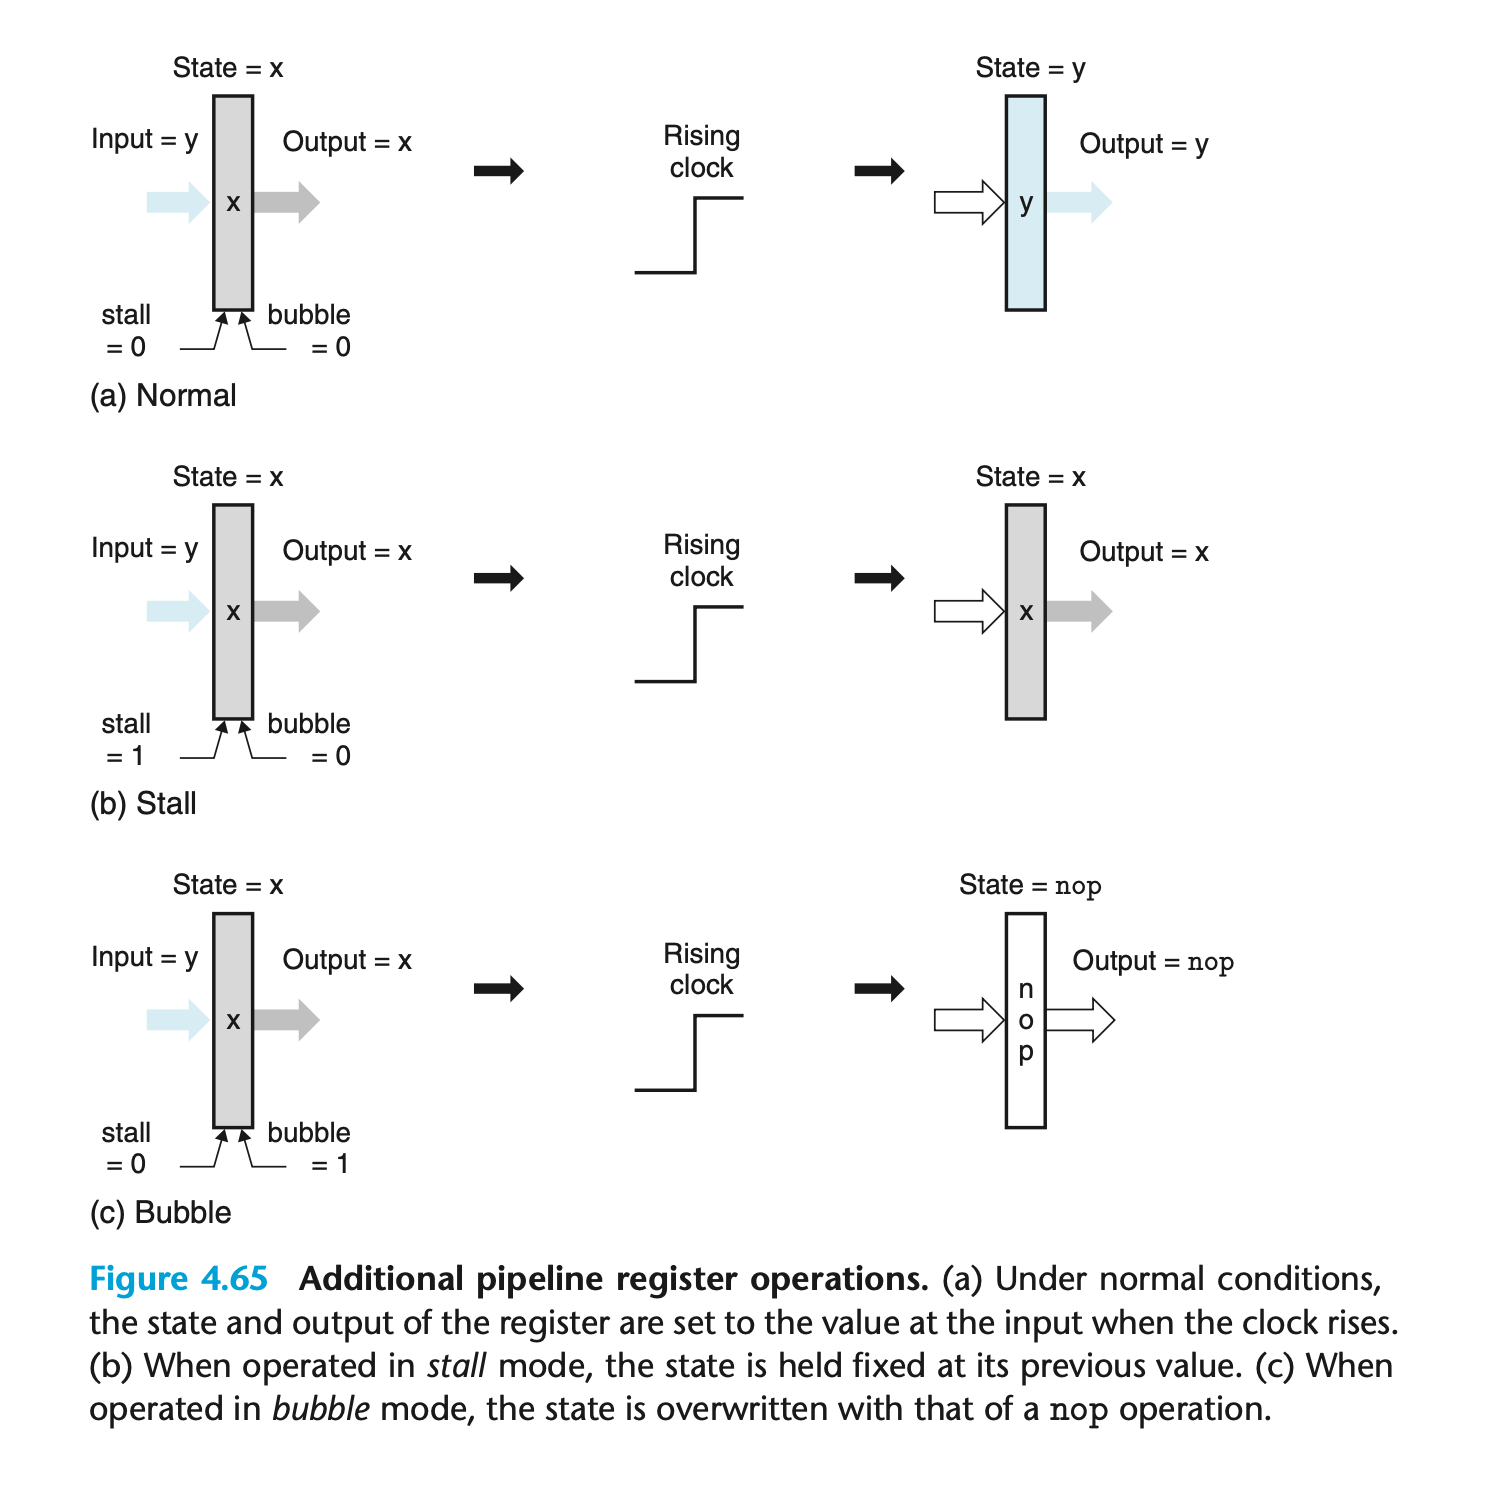 State = x
State = y
Input = y
Output = x
Rising
clock
Output = y
x
y
stall
= 0
bubble
= 0
(a) Normal
State = x
State = x
Input = y
Output = x
Rising
clock
Output = x
x
x
stall
= 1
bubble
= 0
(b) Stall
State = x
State = nop
Input = y
Output = x
Rising
clock
Output = nop
x
n
o
p
stall
= 0
bubble
= 1
(c) Bubble
Figure 4.65 Additional pipeline register operations. (a) Under normal conditions,
the state and output of the register are set to the value at the input when the clock rises.
(b) When operated in stall mode, the state is held fixed at its previous value. (c) When
operated in bubble mode, the state is overwritten with that of a nop operation.